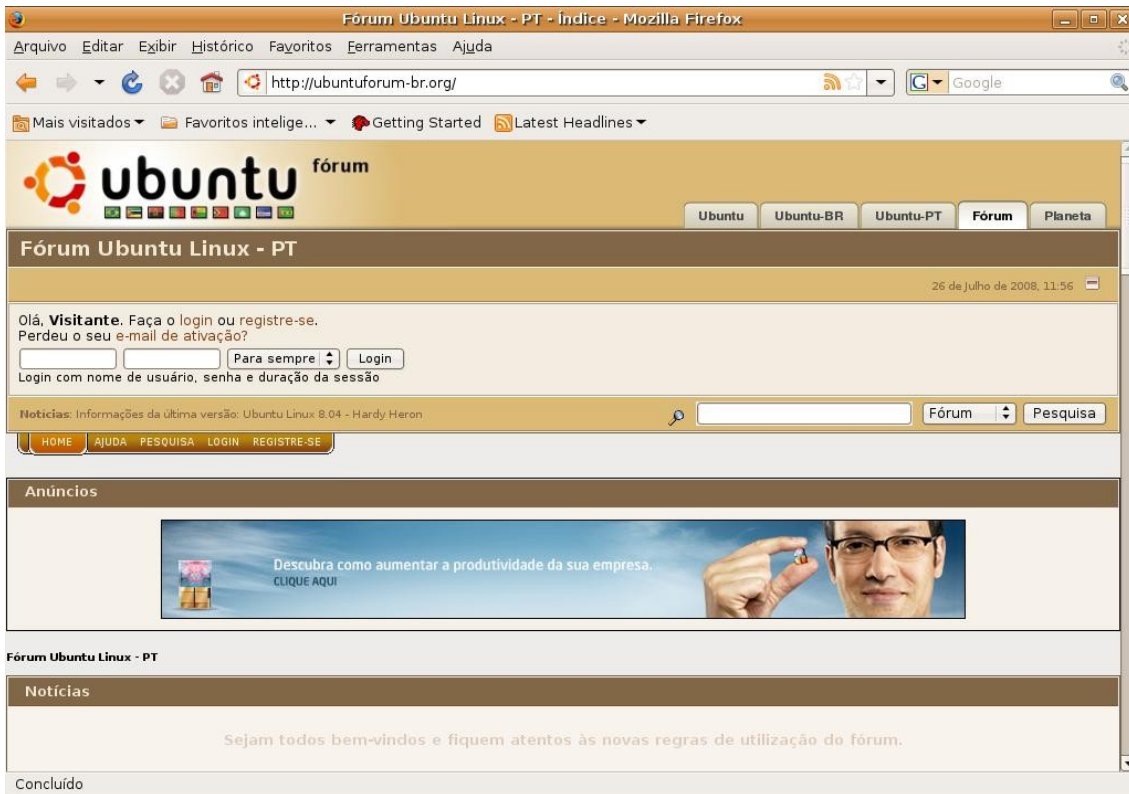 Fórum Ubuntu Linux - PT - Índice - Mozilla Firefox
Arquivo Editar Exibir Histórico Favoritos Ferramentas Ajuda
http://ubuntuforum-br.org/ G Google
Mais visitados Favoritos intelige... Getting Started Latest Headlines
ubuntu fórum
Ubuntu Ubuntu-BR Ubuntu-PT Fórum Planeta
Fórum Ubuntu Linux - PT
26 de Julho de 2008, 11:56
Olá, Visitante. Faça o login ou registre-se.
Perdeu o seu e-mail de ativação?
Para sempre Login
Login com nome de usuário, senha e duração da sessão
Notícias: Informações da última versão: Ubuntu Linux 8.04 - Hardy Heron Fórum Pesquisa
HOME AJUDA PESQUISA LOGIN REGISTRE-SE
Anúncios
Descubra como aumentar a produtividade da sua empresa.
CLIQUE AQUI
Fórum Ubuntu Linux - PT
Notícias
Sejam todos bem-vindos e fiquem atentos às novas regras de utilização do fórum.
Concluído